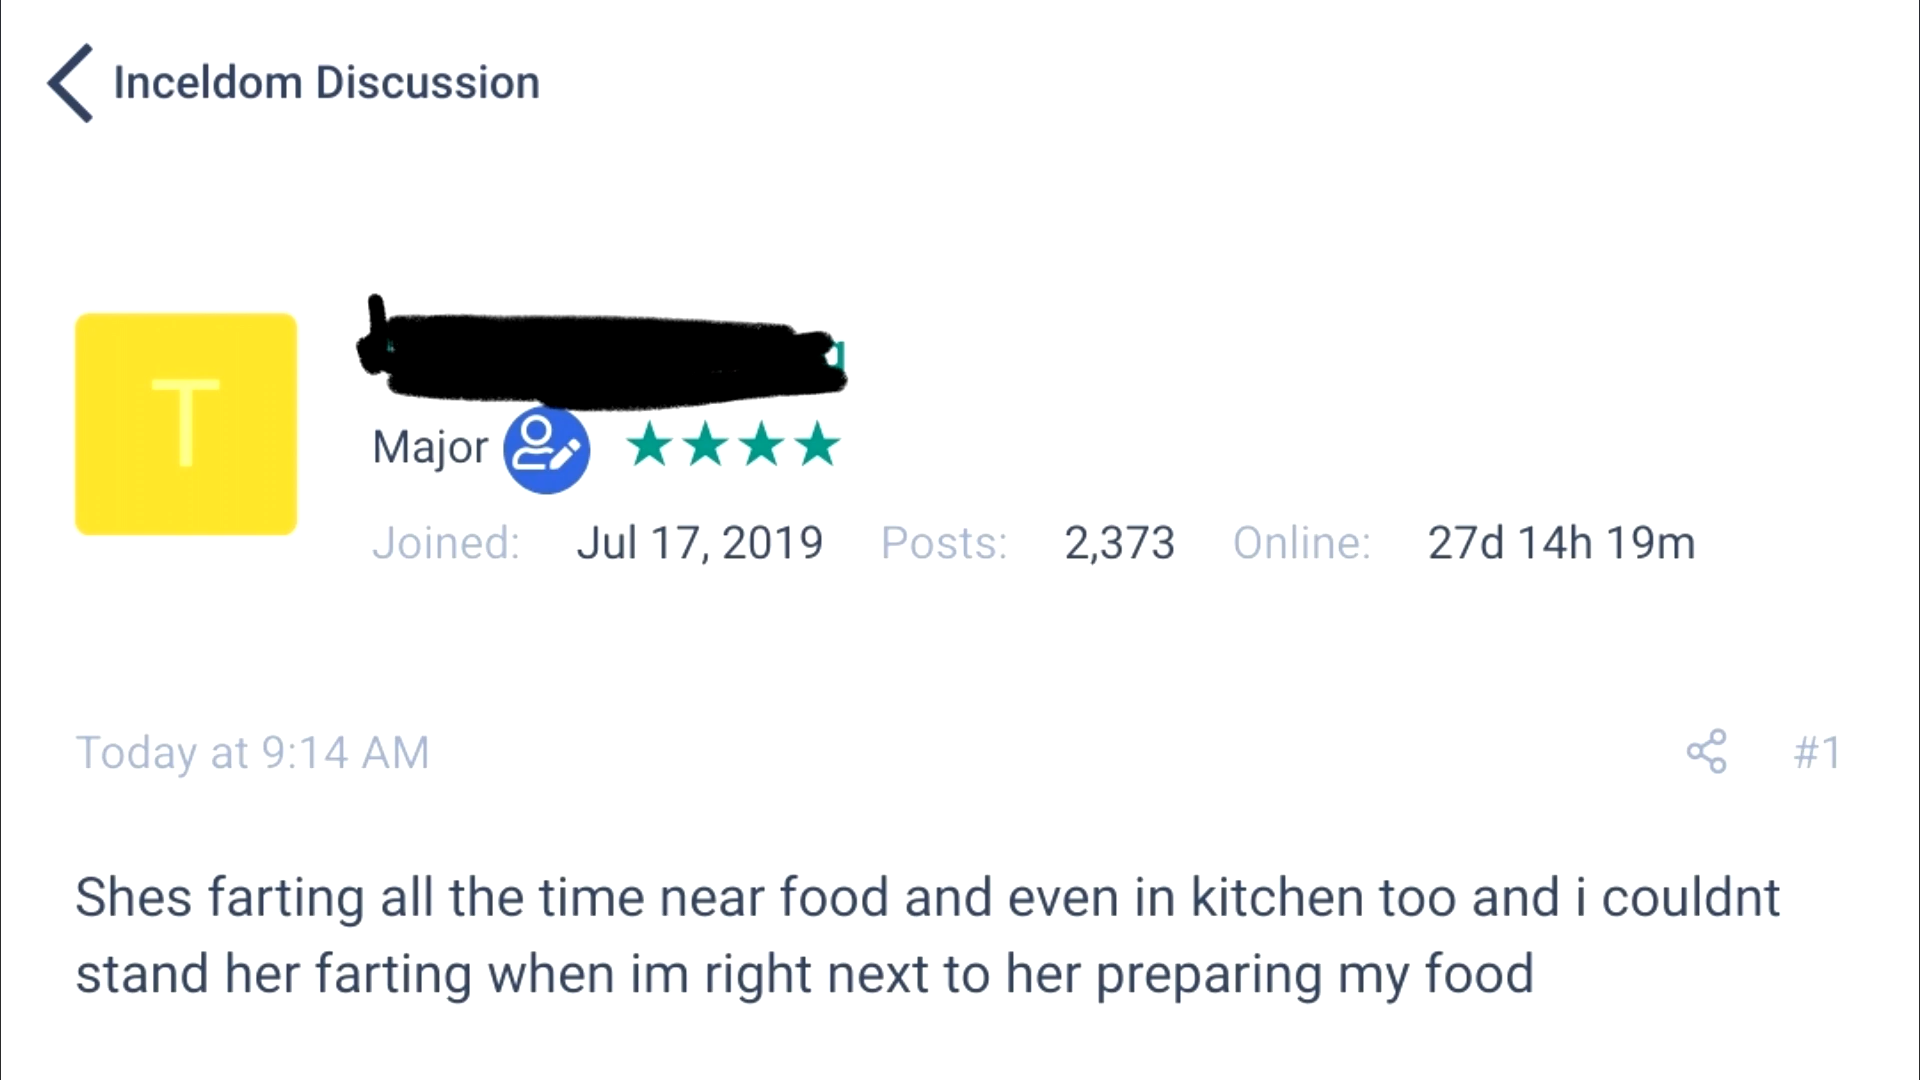 Inceldom Discussion
T
Major ★★★★
Joined: Jul 17, 2019 Posts: 2,373 Online: 27d 14h 19m
Today at 9:14 AM #1
Shes farting all the time near food and even in kitchen too and i couldnt
stand her farting when im right next to her preparing my food